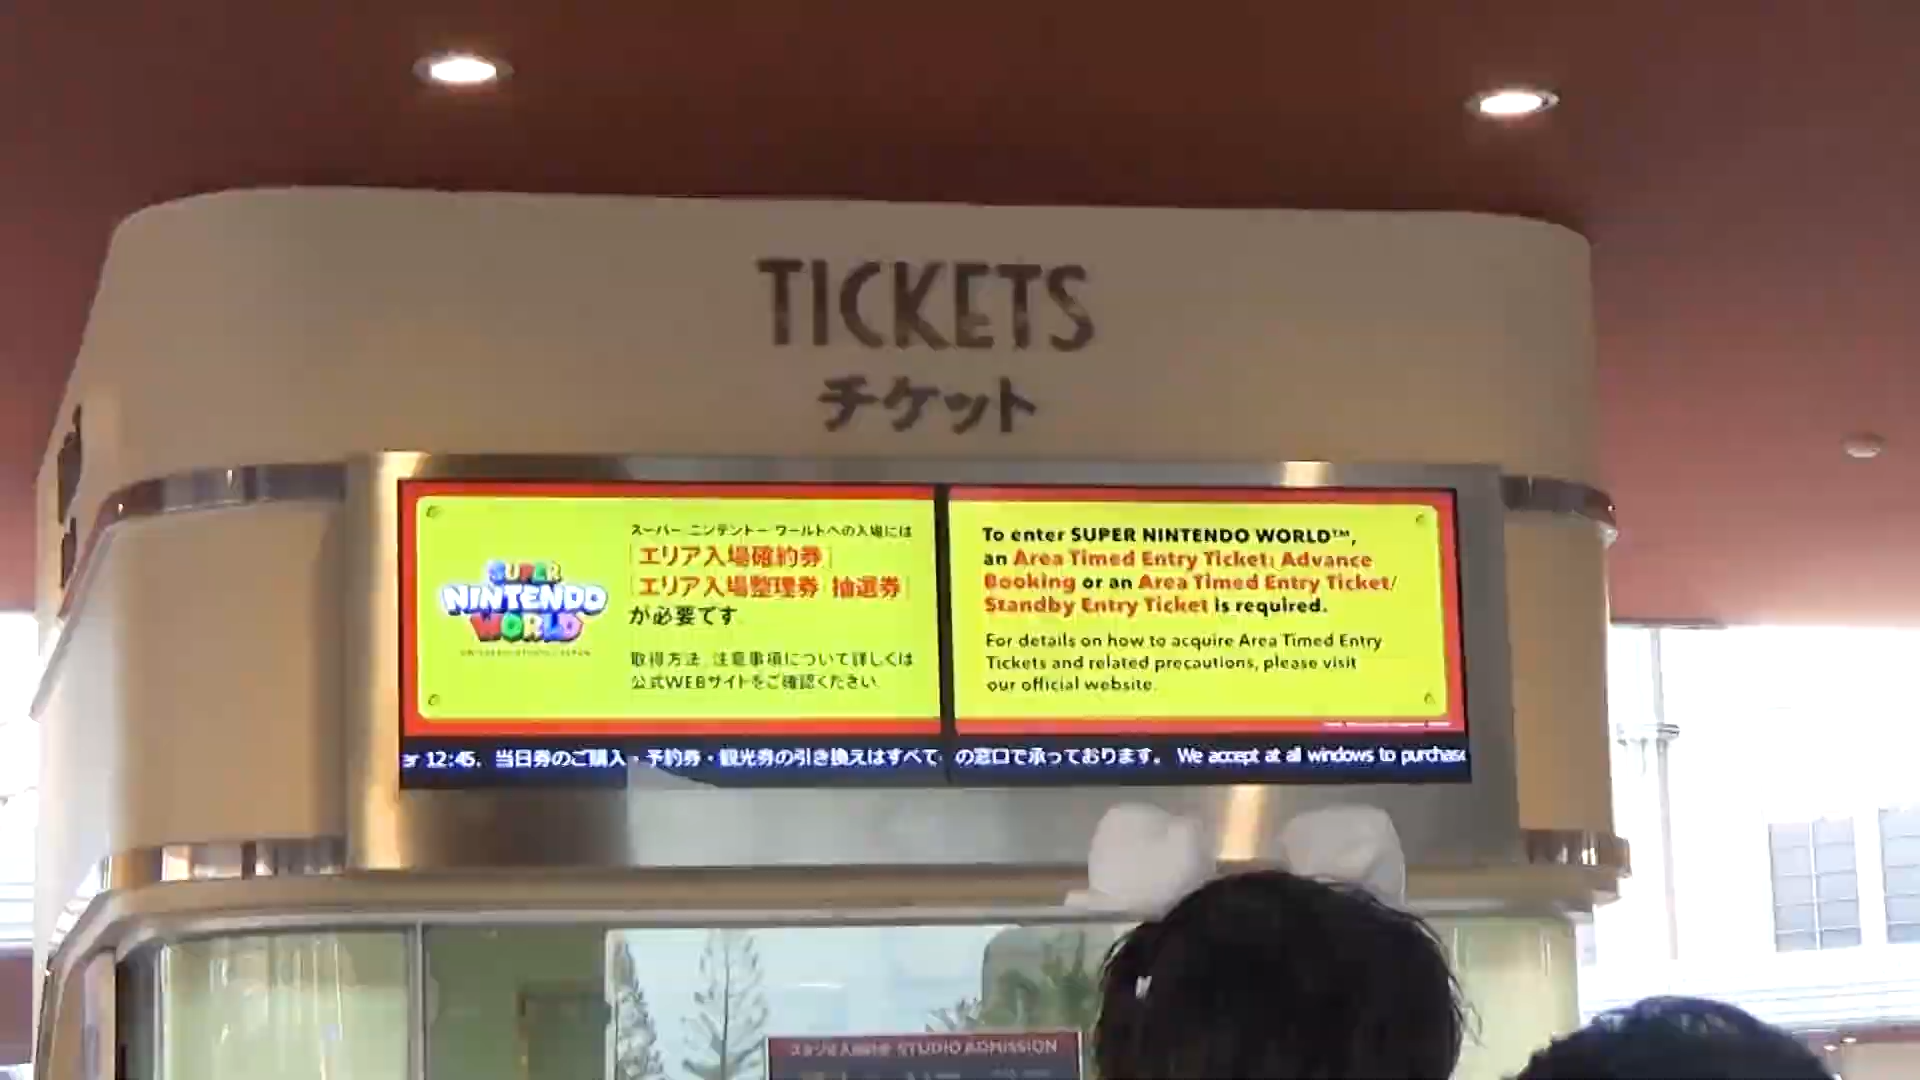 TICKETS
チケット
SUPER
NINTENDO
WORLD
スーパー ニンテンドー ワールドへの入場には
「エリア入場確約券」
「エリア入場整理券 抽選券」
が必要です
取得方法、注意事項について詳しくは
公式WEBサイトをご確認ください
To enter SUPER NINTENDO WORLD™,
an Area Timed Entry Ticket: Advance
Booking or an Area Timed Entry Ticket/
Standby Entry Ticket is required.
For details on how to acquire Area Timed Entry
Tickets and related precautions, please visit
our official website.
12:45. 当日券のご購入・予約券・観光券の引き換えはすべて の窓口で承っております。 We accept at all windows to purchase
STUDIO ADMISSION